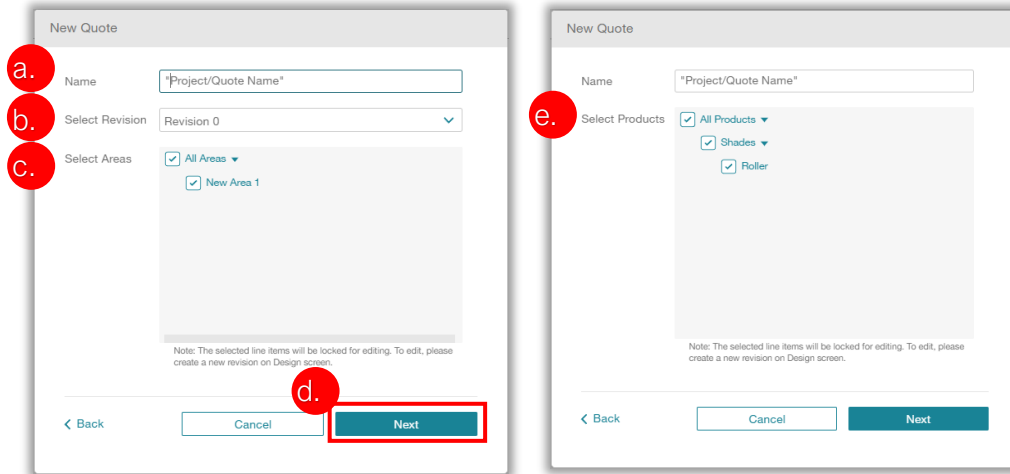 New Quote
a.
Name
"Project/Quote Name"
b.
Select Revision
Revision 0
c.
Select Areas
All Areas
New Area 1
Note: The selected line items will be locked for editing. To edit, please
create a new revision on Design screen.
d.
Back
Cancel
Next
New Quote
Name
"Project/Quote Name"
e.
Select Products
All Products
Shades
Roller
Note: The selected line items will be locked for editing. To edit, please
create a new revision on Design screen.
Back
Cancel
Next